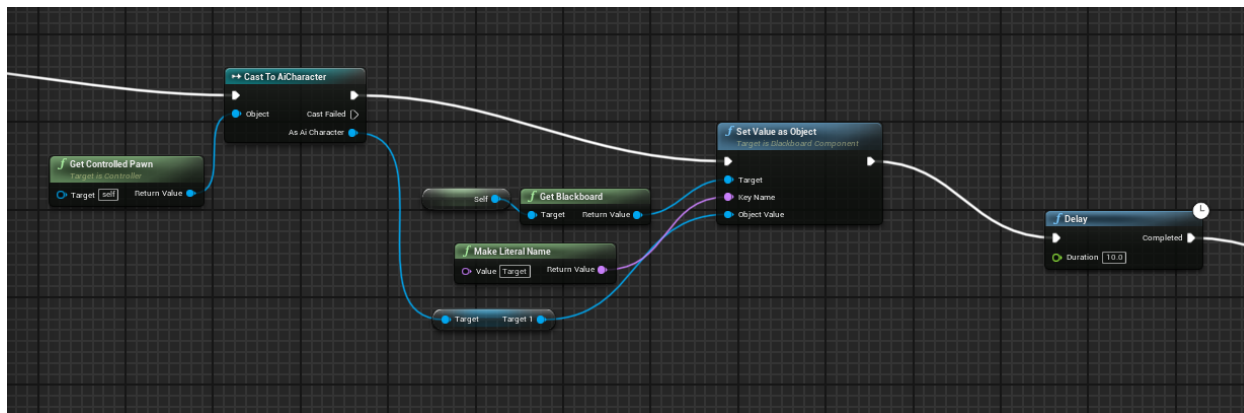 Cast To AiCharacter
Object
Cast Failed
As Ai Character
Get Controlled Pawn
Target is Controller
Target self
Return Value
Self
Get Blackboard
Target
Return Value
Make Literal Name
Value Target
Return Value
Target
Target 1
Set Value as Object
Target is Blackboard Component
Target
Key Name
Object Value
Delay
Completed
Duration 10.0